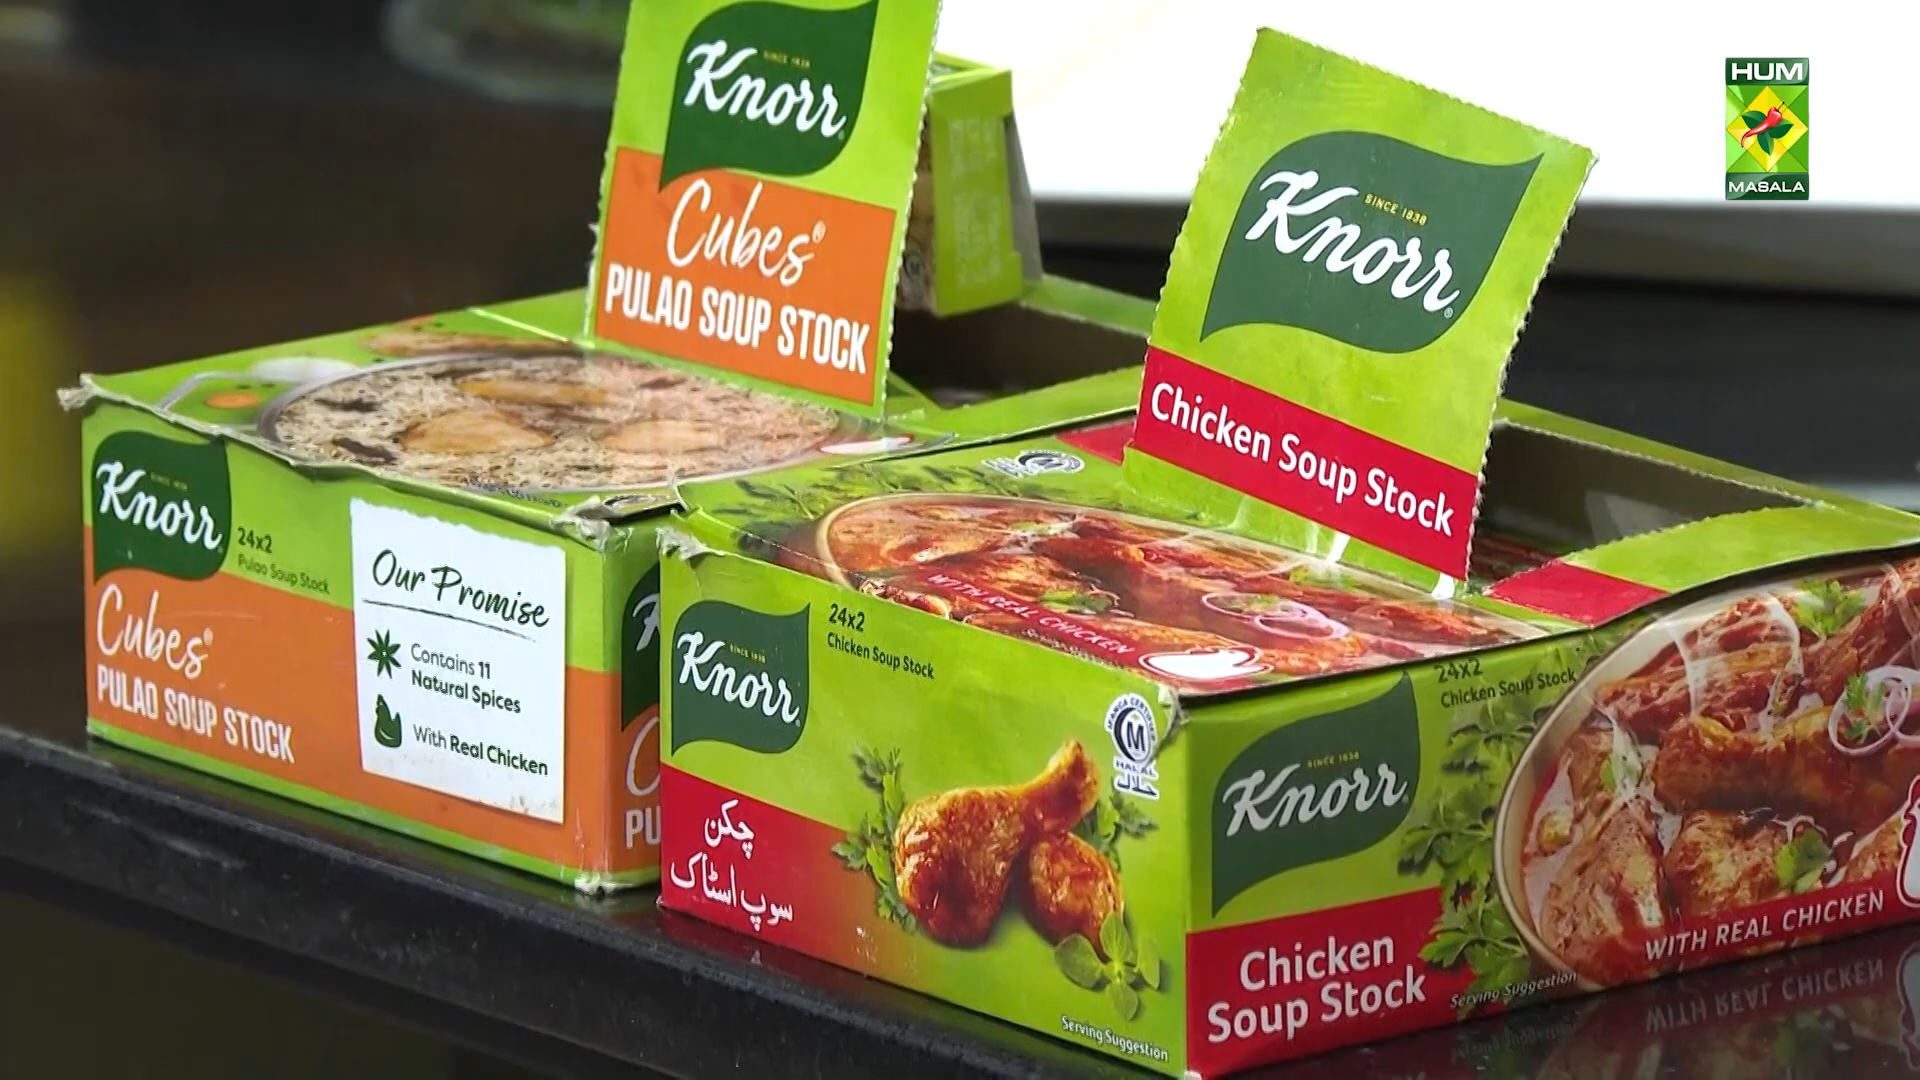 HUM
MASALA
SINCE 1838
Knorr
Cubes®
PULAO SOUP STOCK
SINCE 1838
Knorr®
Chicken Soup Stock
Knorr
24x2
Pulao Soup Stock
Cubes®
PULAO SOUP STOCK
Our Promise
Contains 11
Natural Spices
With Real Chicken
PU
WITH REAL CHICKEN
SINCE 1838
Knorr
24x2
Chicken Soup Stock
چکن
سوپ اسٹاک
IFANCA CERTIFIED
M
HALAL
حلال
Serving Suggestion
24x2
Chicken Soup Stock
SINCE 1838
Knorr
Chicken
Soup Stock
Serving Suggestion
WITH REAL CHICKEN